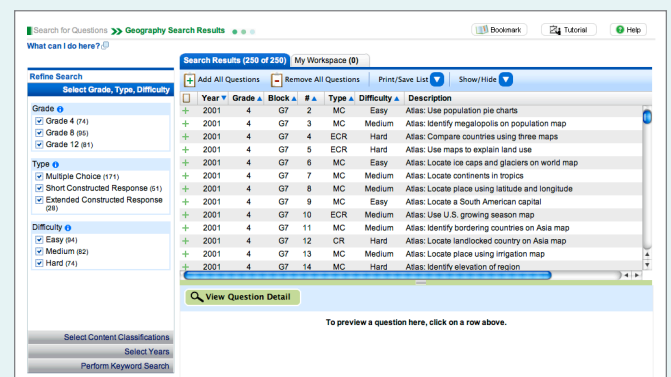 Search for Questions >> Geography Search Results
Bookmark Tutorial Help
What can I do here?
Search Results (250 of 250) My Workspace (0)
Refine Search
Select Grade, Type, Difficulty
Grade
Grade 4 (74)
Grade 8 (95)
Grade 12 (81)
Type
Multiple Choice (171)
Short Constructed Response (51)
Extended Constructed Response
(28)
Difficulty
Easy (94)
Medium (82)
Hard (74)
Select Content Classifications
Select Years
Perform Keyword Search
Add All Questions Remove All Questions Print/Save List Show/Hide
Year Grade Block # Type Difficulty Description
2001 4 G7 2 MC Easy Atlas: Use population pie charts
2001 4 G7 3 MC Medium Atlas: Identify megalopolis on population map
2001 4 G7 4 ECR Hard Atlas: Compare countries using three maps
2001 4 G7 5 ECR Hard Atlas: Use maps to explain land use
2001 4 G7 6 MC Easy Atlas: Locate ice caps and glaciers on world map
2001 4 G7 7 MC Medium Atlas: Locate continents in tropics
2001 4 G7 8 MC Medium Atlas: Locate place using latitude and longitude
2001 4 G7 9 MC Easy Atlas: Locate a South American capital
2001 4 G7 10 ECR Medium Atlas: Use U.S. growing season map
2001 4 G7 11 MC Medium Atlas: Identify bordering countries on Asia map
2001 4 G7 12 CR Hard Atlas: Locate landlocked country on Asia map
2001 4 G7 13 MC Medium Atlas: Locate place using irrigation map
2001 4 G7 14 MC Hard Atlas: Identify elevation of region
View Question Detail
To preview a question here, click on a row above.